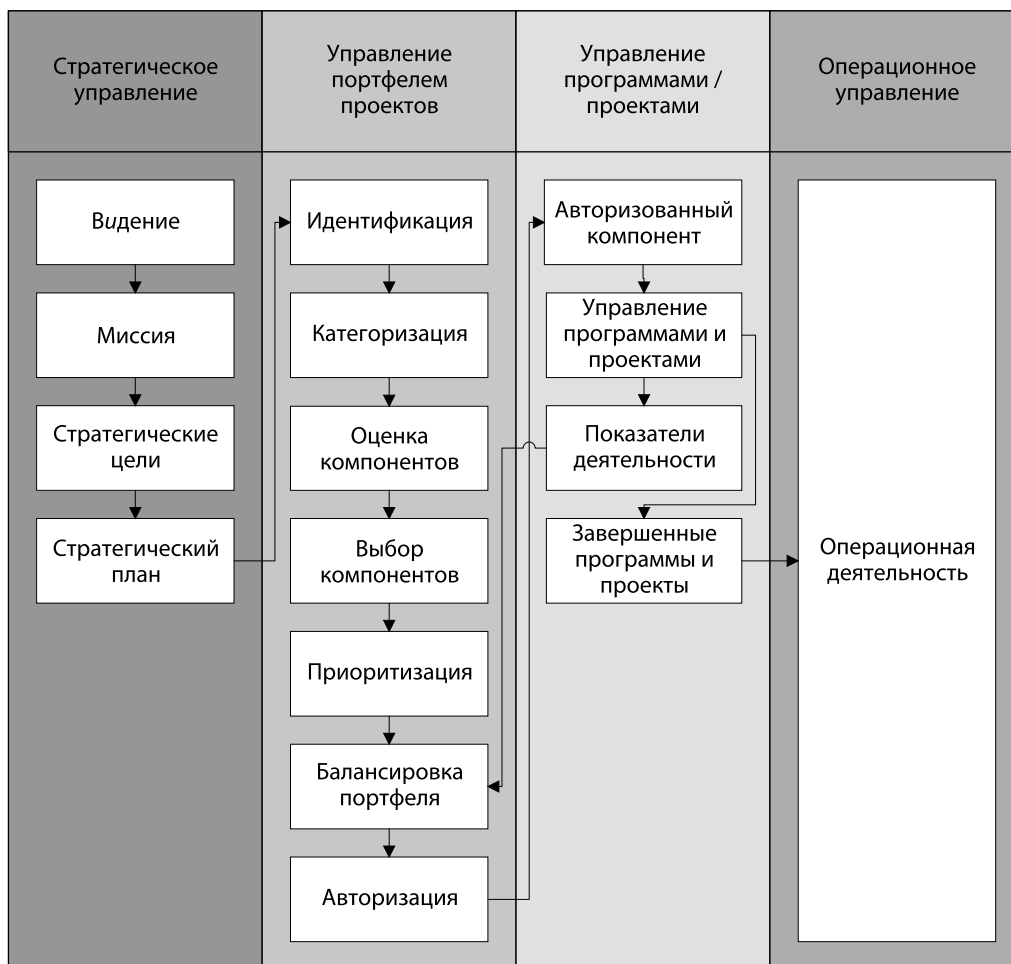 Стратегическое
управление
Управление
портфелем
проектов
Управление
программами /
проектами
Операционное
управление
Видение
Миссия
Стратегические
цели
Стратегический
план
Идентификация
Категоризация
Оценка
компонентов
Выбор
компонентов
Приоритизация
Балансировка
портфеля
Авторизация
Авторизованный
компонент
Управление
программами и
проектами
Показатели
деятельности
Завершенные
программы и
проекты
Операционная
деятельность